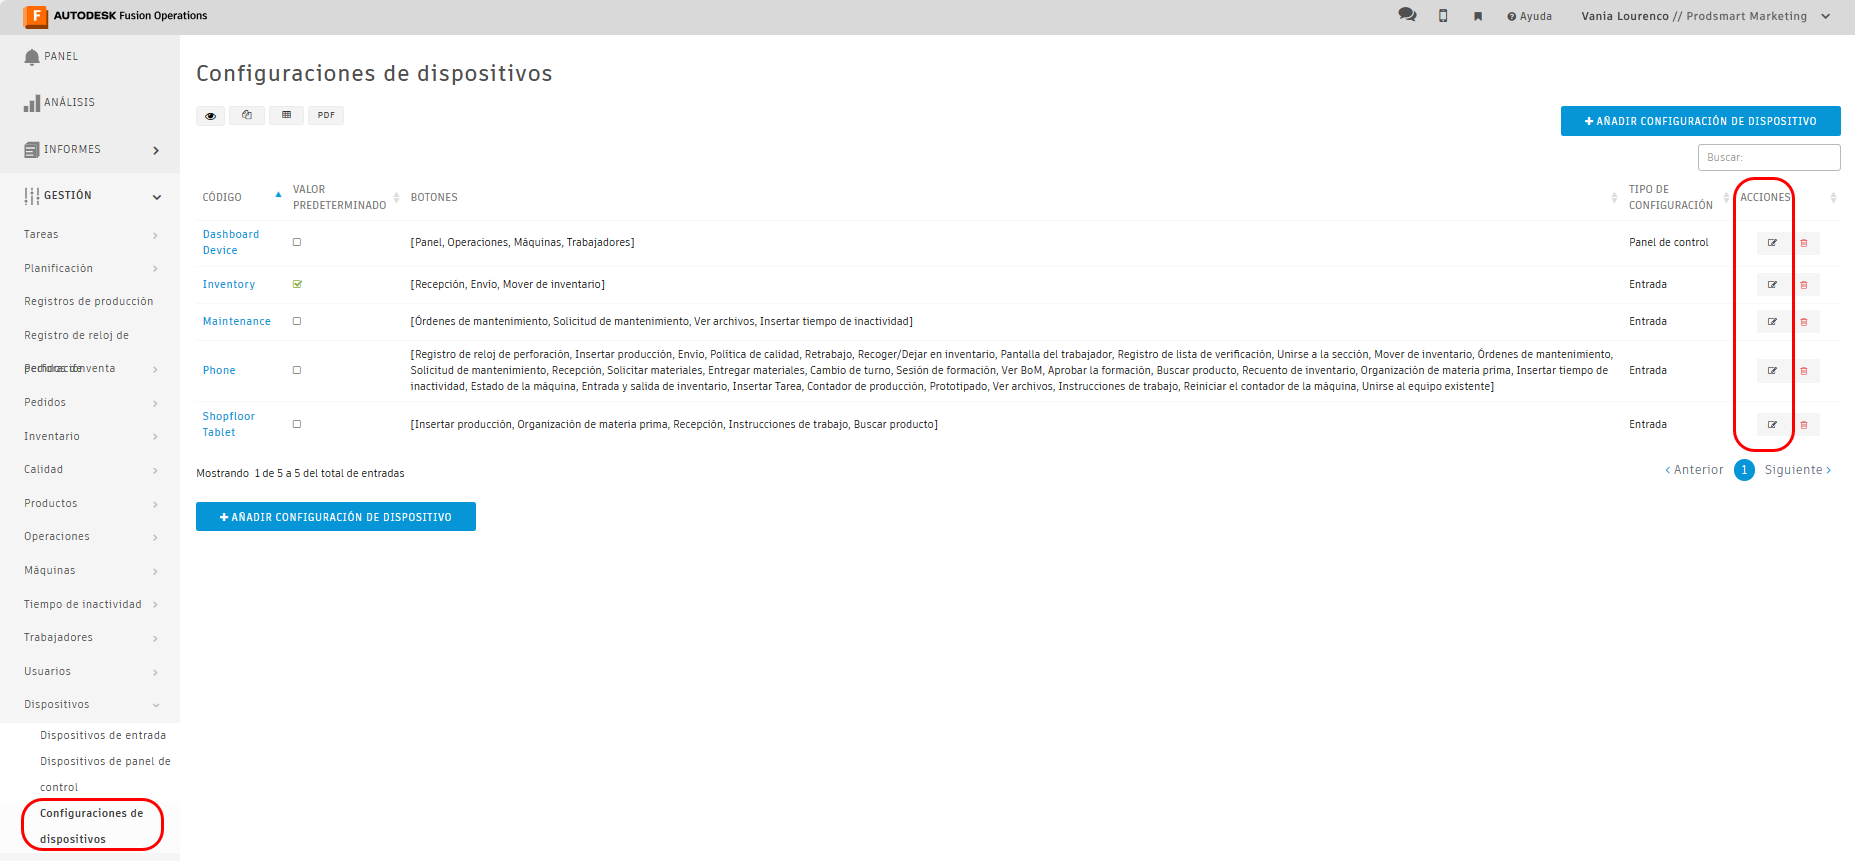 F AUTODESK Fusion Operations
Ayuda
Vania Lourenco // Prodsmart Marketing
PANEL
ANÁLISIS
INFORMES
GESTIÓN
Tareas
Planificación
Registros de producción
Registro de reloj de
perforación
Pedidos de venta
Pedidos
Inventario
Calidad
Productos
Operaciones
Máquinas
Tiempo de inactividad
Trabajadores
Usuarios
Dispositivos
Dispositivos de entrada
Dispositivos de panel de
control
Configuraciones de
dispositivos
Configuraciones de dispositivos
PDF
AÑADIR CONFIGURACIÓN DE DISPOSITIVO
Buscar:
CÓDIGO
VALOR
PREDETERMINADO
BOTONES
TIPO DE
CONFIGURACIÓN
ACCIONES
Dashboard
Device
[Panel, Operaciones, Máquinas, Trabajadores]
Panel de control
Inventory
[Recepción, Envío, Mover de inventario]
Entrada
Maintenance
[Órdenes de mantenimiento, Solicitud de mantenimiento, Ver archivos, Insertar tiempo de inactividad]
Entrada
Phone
[Registro de reloj de perforación, Insertar producción, Envío, Política de calidad, Retrabajo, Recoger/Dejar en inventario, Pantalla del trabajador, Registro de lista de verificación, Unirse a la sección, Mover de inventario, Órdenes de mantenimiento,
Solicitud de mantenimiento, Recepción, Solicitar materiales, Entregar materiales, Cambio de turno, Sesión de formación, Ver BoM, Aprobar la formación, Buscar producto, Recuento de inventario, Organización de materia prima, Insertar tiempo de
inactividad, Estado de la máquina, Entrada y salida de inventario, Insertar Tarea, Contador de producción, Prototipado, Ver archivos, Instrucciones de trabajo, Reiniciar el contador de la máquina, Unirse al equipo existente]
Entrada
Shopfloor
Tablet
[Insertar producción, Organización de materia prima, Recepción, Instrucciones de trabajo, Buscar producto]
Entrada
Mostrando 1 de 5 a 5 del total de entradas
Anterior 1 Siguiente
AÑADIR CONFIGURACIÓN DE DISPOSITIVO